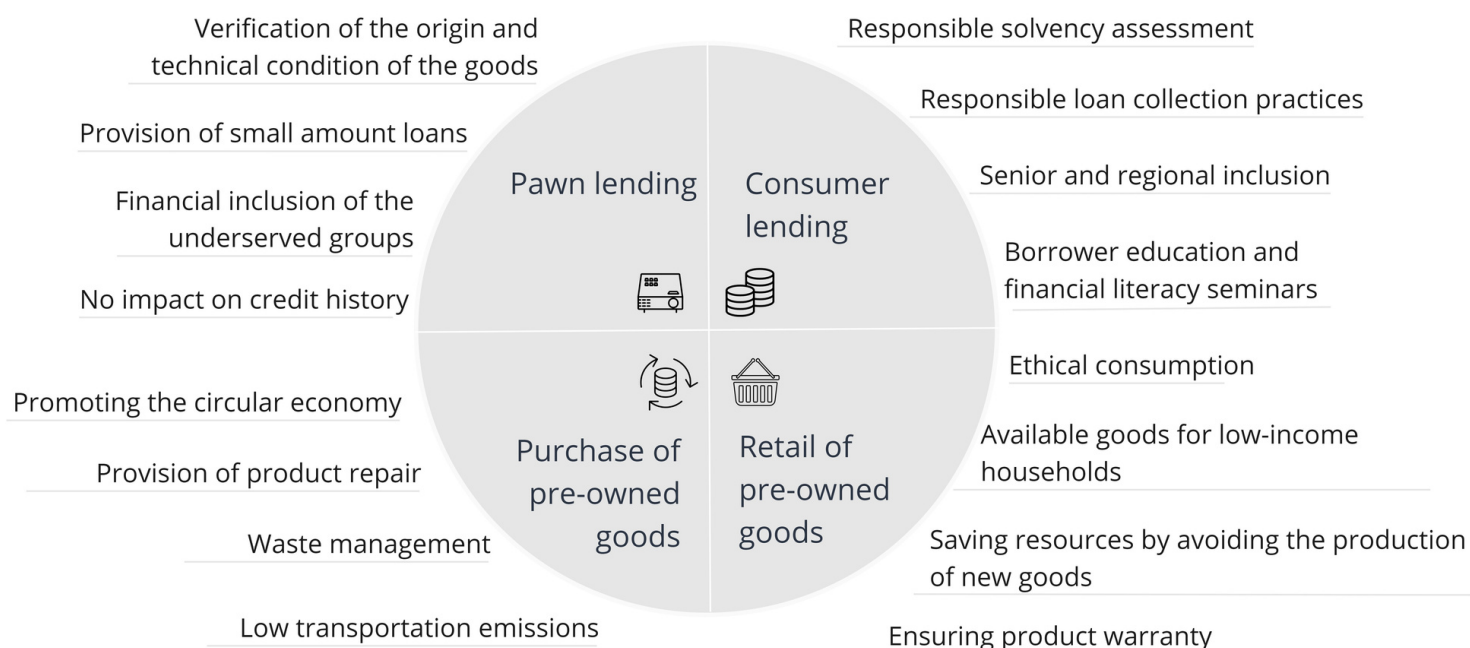 Verification of the origin and
technical condition of the goods
Provision of small amount loans
Financial inclusion of the
underserved groups
No impact on credit history
Promoting the circular economy
Provision of product repair
Waste management
Low transportation emissions
Pawn lending
Consumer
lending
Purchase of
pre-owned
goods
Retail of
pre-owned
goods
Responsible solvency assessment
Responsible loan collection practices
Senior and regional inclusion
Borrower education and
financial literacy seminars
Ethical consumption
Available goods for low-income
households
Saving resources by avoiding the production
of new goods
Ensuring product warranty